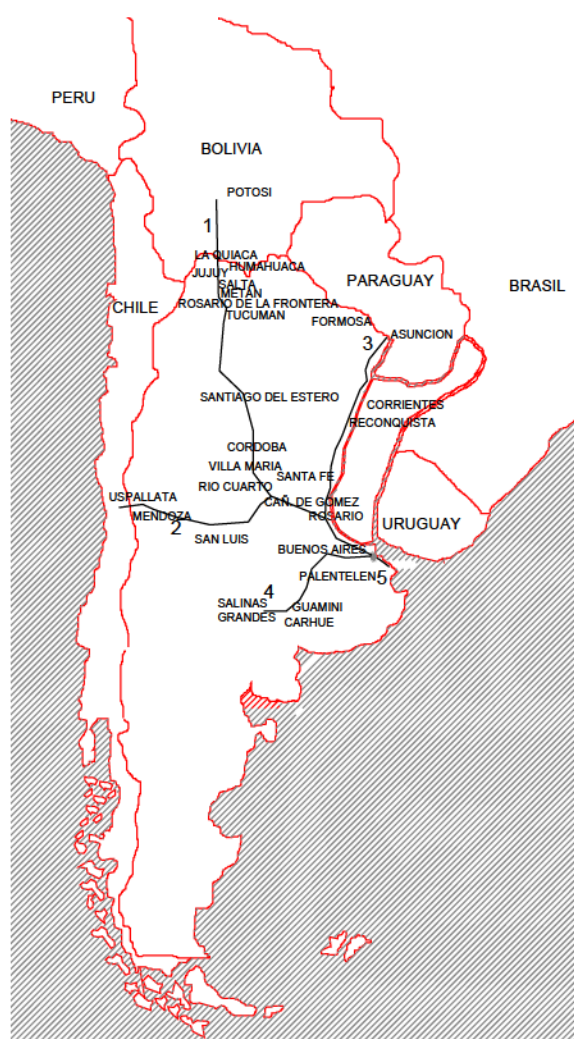 PERU
BOLIVIA
POTOSI
1
LA QUIACA
HUMAHUACA
JUJUY
SALTA
METAN
PARAGUAY
BRASIL
CHILE
ROSARIO DE LA FRONTERA
TUCUMAN
FORMOSA
ASUNCION
3
SANTIAGO DEL ESTERO
CORRIENTES
RECONQUISTA
CORDOBA
VILLA MARIA
SANTA FE
RIO CUARTO
USPALLATA
CAÑ. DE GOMEZ
MENDOZA
ROSARIO
2
URUGUAY
SAN LUIS
BUENOS AIRES
PALENTELEN
5
4
SALINAS
GRANDES
GUAMINI
CARHUE